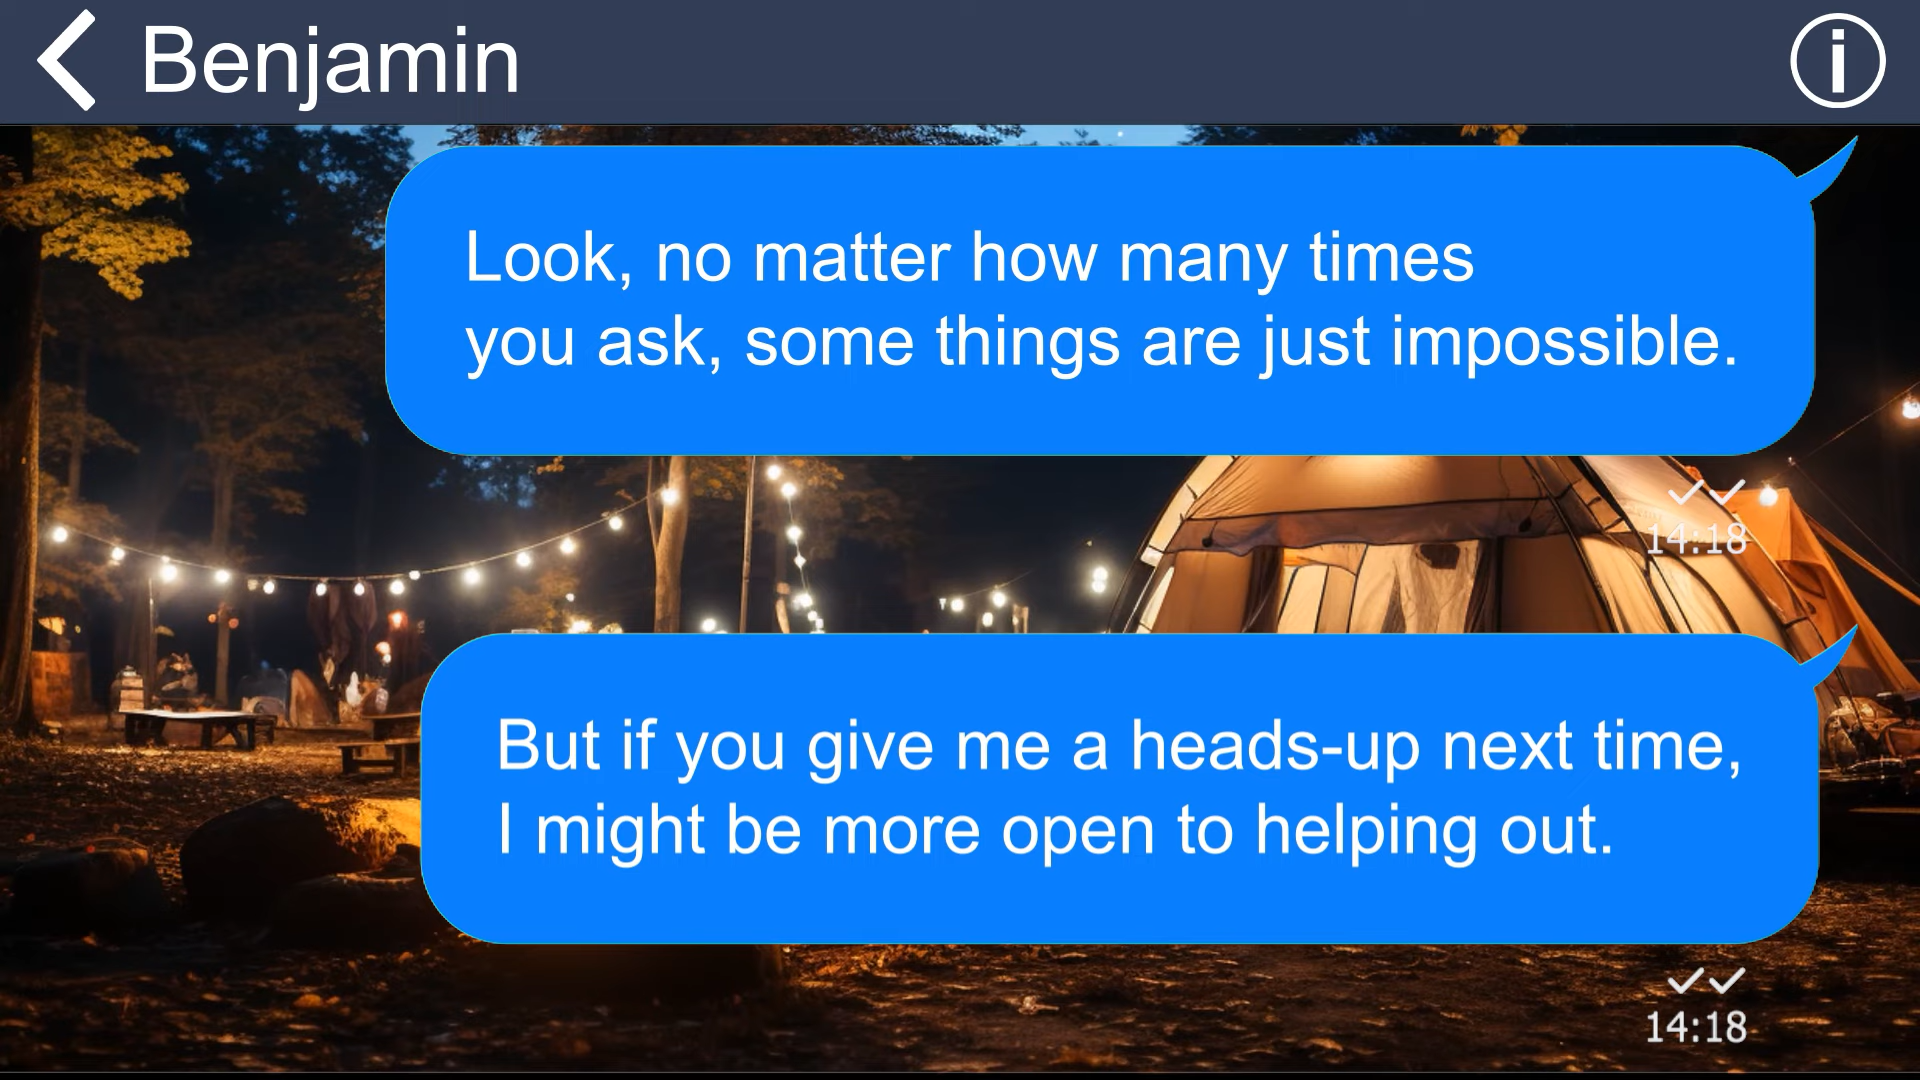 Benjamin
Look, no matter how many times
you ask, some things are just impossible.
14:18
But if you give me a heads-up next time,
I might be more open to helping out.
14:18